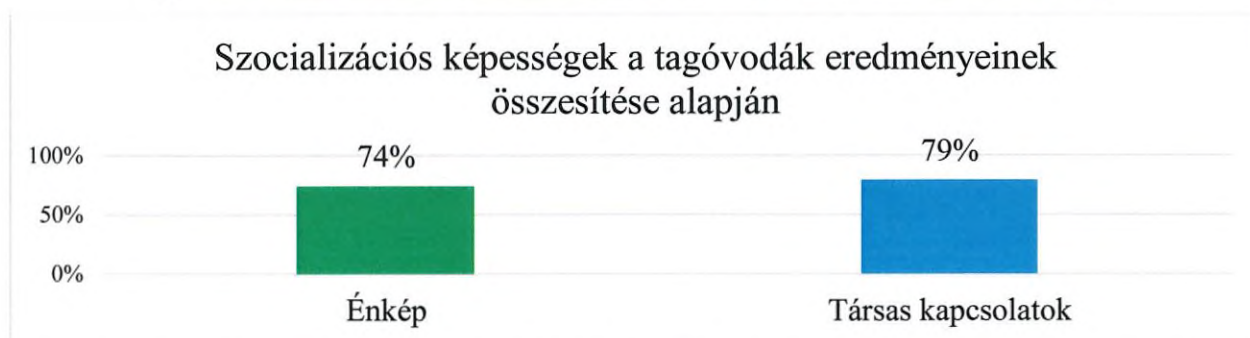 Szocializációs képességek a tagóvodák eredményeinek
összesítése alapján
100%
74%
79%
50%
0%
Énkép
Társas kapcsolatok